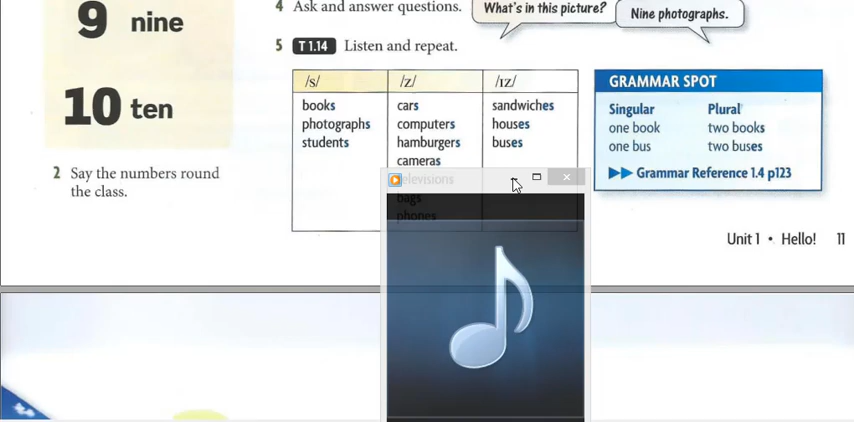 9 nine
10 ten
2 Say the numbers round
the class.
4 Ask and answer questions.
What's in this picture?
Nine photographs.
5 T 1.14 Listen and repeat.
/s/ /z/ /ɪz/
books cars sandwiches
photographs computers houses
students hamburgers buses
cameras
televisions
bags
phones
GRAMMAR SPOT
Singular Plural
one book two books
one bus two buses
Grammar Reference 1.4 p123
Unit 1 • Hello! 11